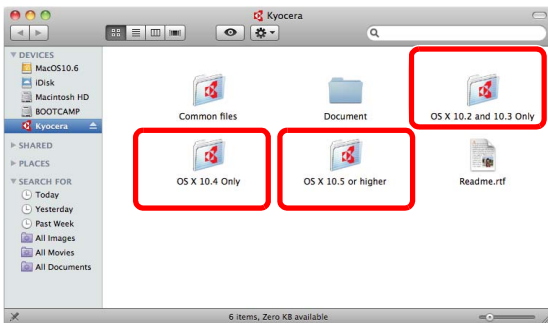 Kyocera
DEVICES
MacOS10.6
iDisk
Macintosh HD
BOOTCAMP
Kyocera
SHARED
PLACES
SEARCH FOR
Today
Yesterday
Past Week
All Images
All Movies
All Documents
Common files
Document
OS X 10.2 and 10.3 Only
OS X 10.4 Only
OS X 10.5 or higher
Readme.rtf
6 items, Zero KB available